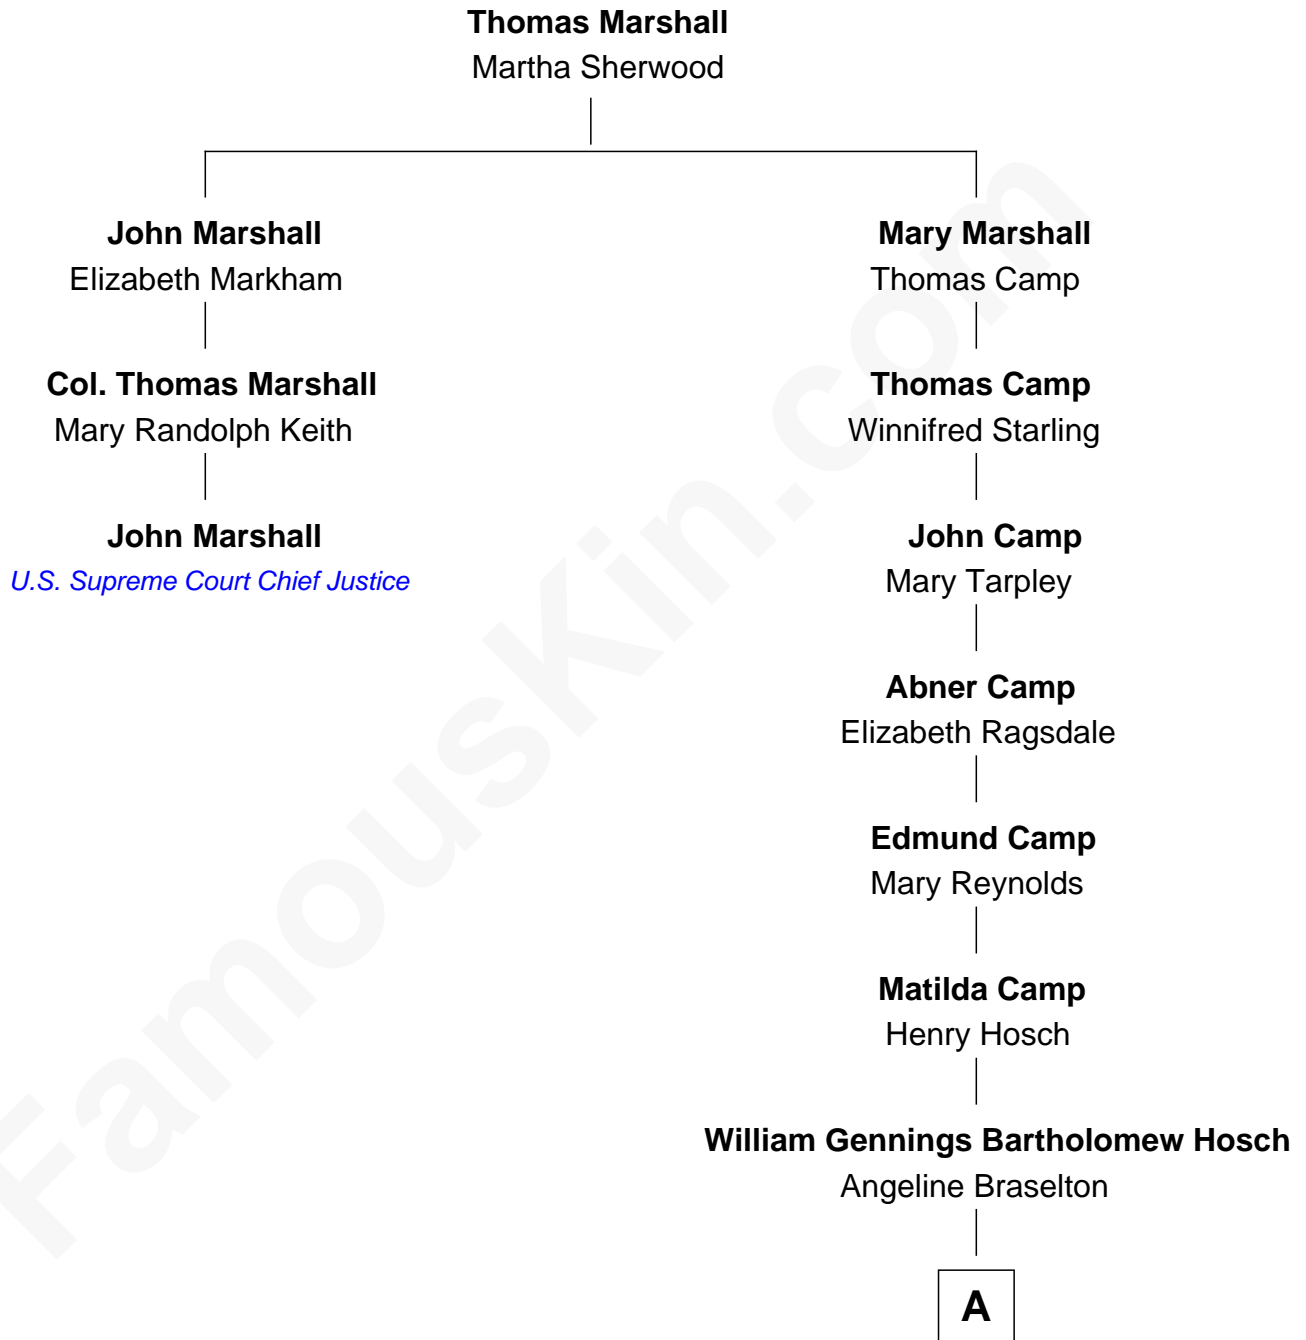 Thomas Marshall
Martha Sherwood
John Marshall
Elizabeth Markham
Col. Thomas Marshall
Mary Randolph Keith
John Marshall
U.S. Supreme Court Chief Justice
Mary Marshall
Thomas Camp
Thomas Camp
Winnifred Starling
John Camp
Mary Tarpley
Abner Camp
Elizabeth Ragsdale
Edmund Camp
Mary Reynolds
Matilda Camp
Henry Hosch
William Gennings Bartholomew Hosch
Angeline Braselton
A
FamousKin.com